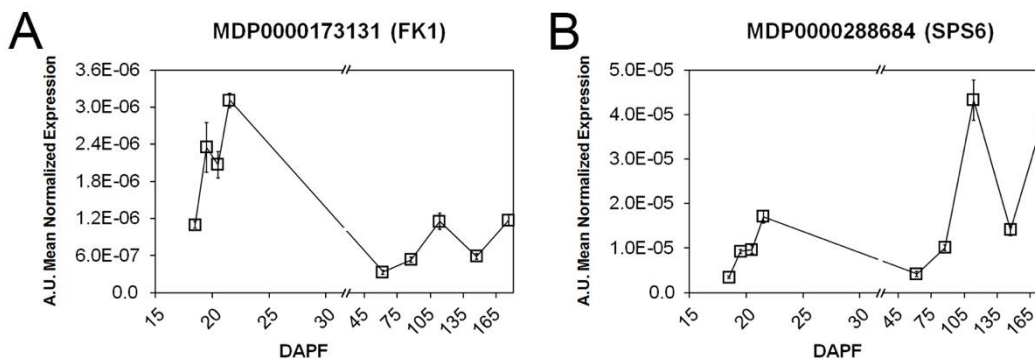 A
MDP0000173131 (FK1)
A.U. Mean Normalized Expression
3.6E-06
3.0E-06
2.4E-06
1.8E-06
1.2E-06
6.0E-07
0.0
15
20
25
30
45
75
105
135
165
DAPF
B
MDP0000288684 (SPS6)
A.U. Mean Normalized Expression
5.0E-05
4.0E-05
3.0E-05
2.0E-05
1.0E-05
0.0
15
20
25
30
45
75
105
135
165
DAPF